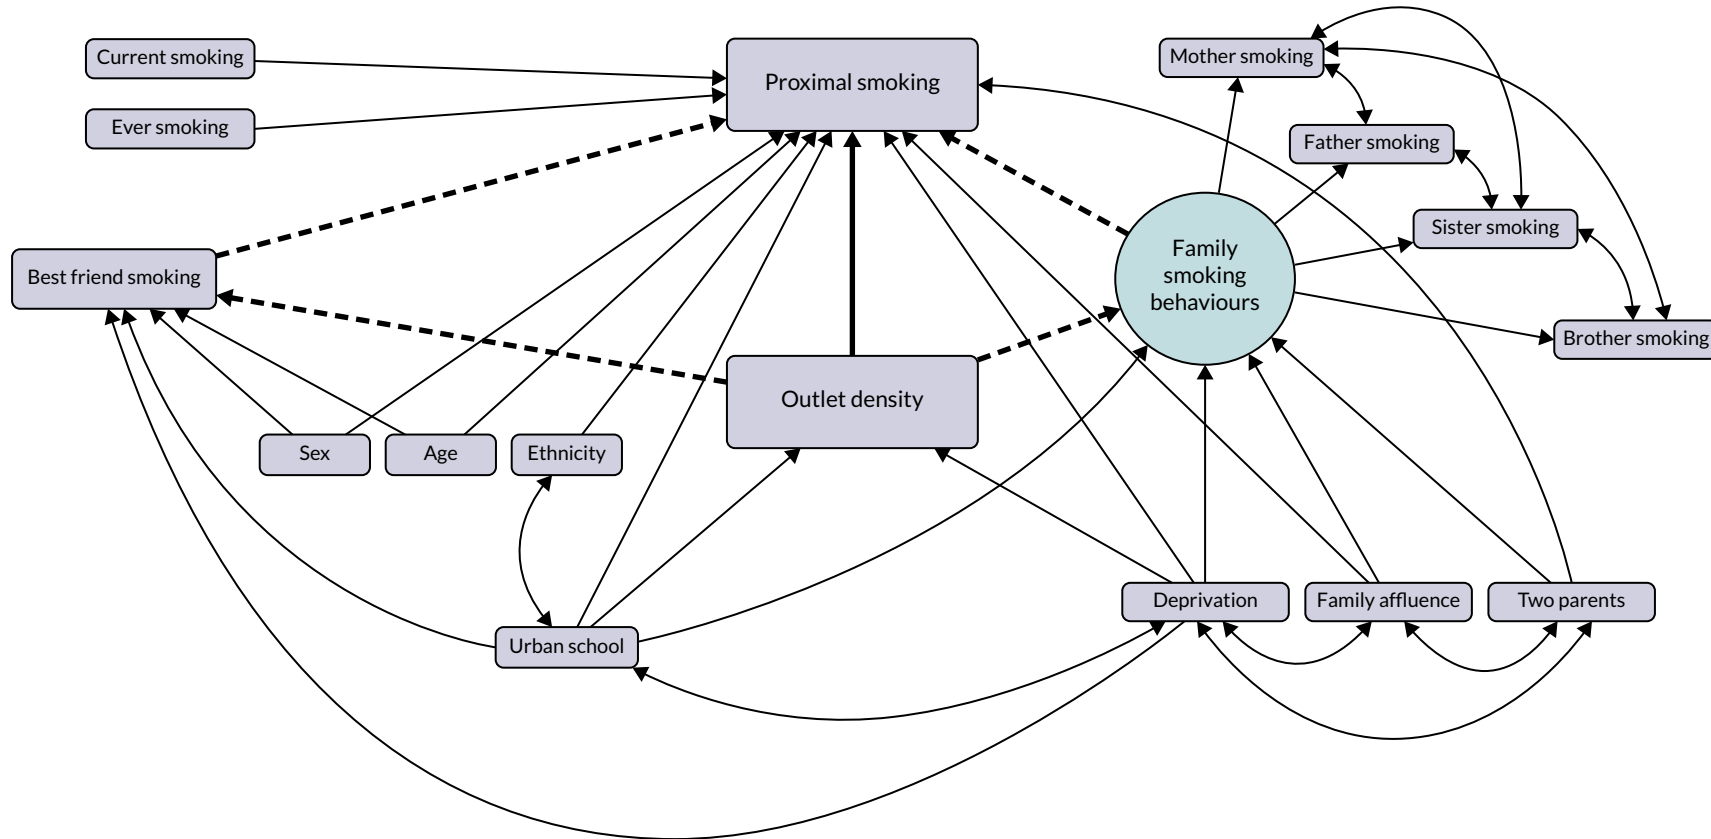 Current smoking
Ever smoking
Proximal smoking
Mother smoking
Father smoking
Sister smoking
Brother smoking
Family
smoking
behaviours
Best friend smoking
Outlet density
Sex
Age
Ethnicity
Urban school
Deprivation
Family affluence
Two parents